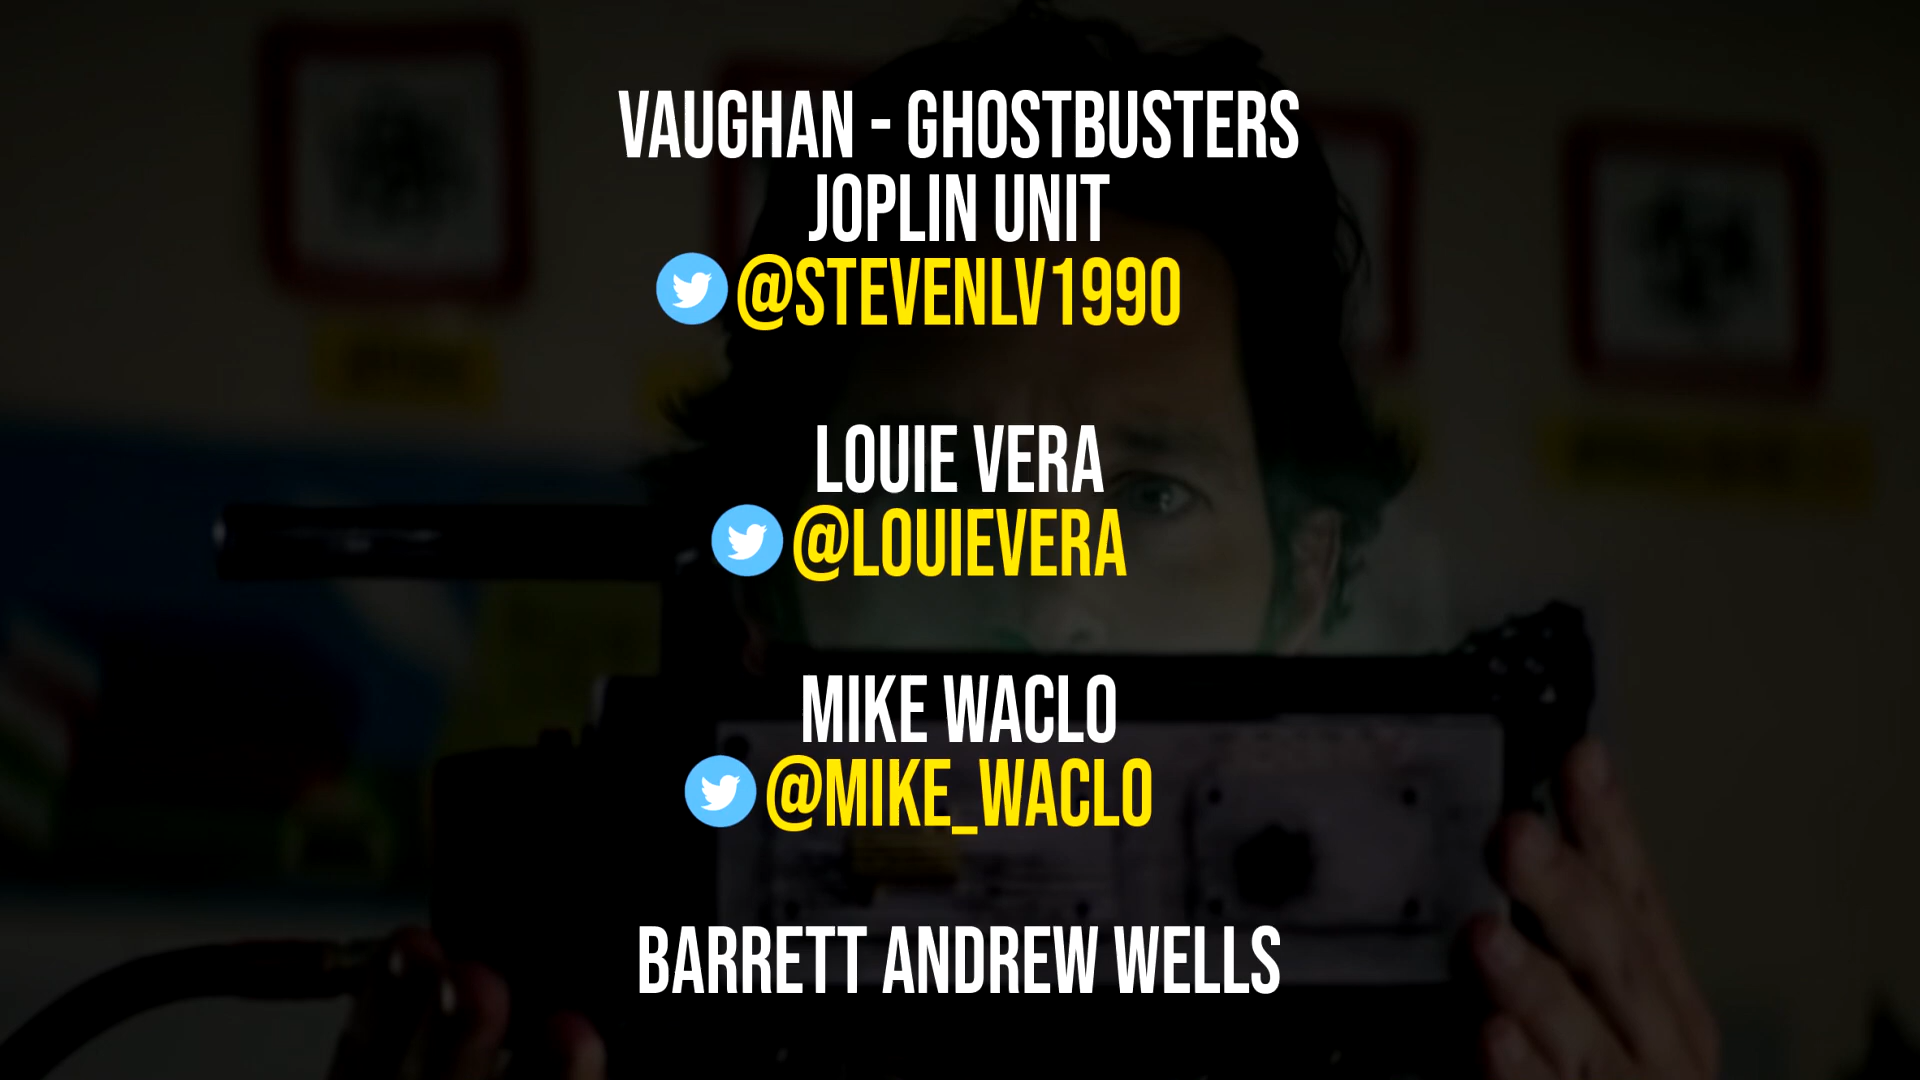 VAUGHAN - GHOSTBUSTERS
JOPLIN UNIT
@STEVENLV1990
LOUIE VERA
@LOUIEVERA
MIKE WACLO
@MIKE_WACLO
BARRETT ANDREW WELLS